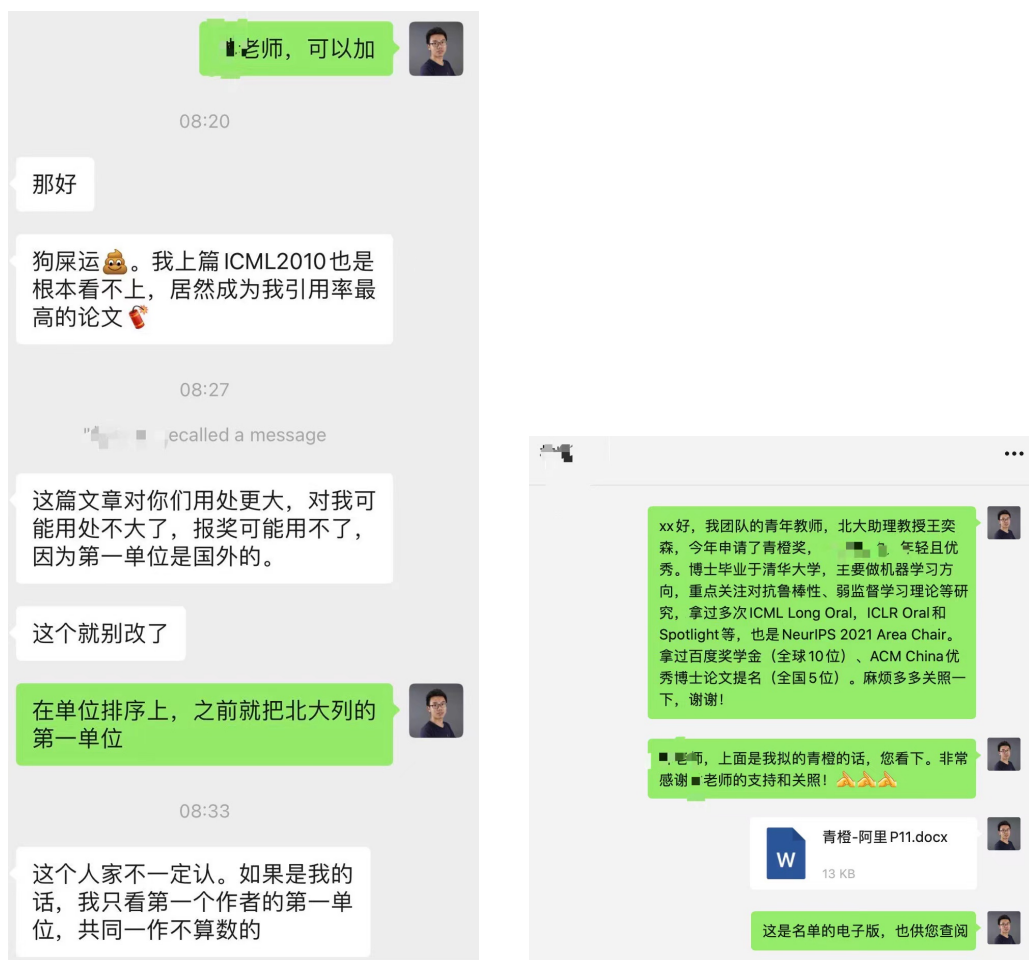 老师，可以加
08:20
那好
狗屎运💩。我上篇ICML2010也是
根本看不上，居然成为我引用率最
高的论文🧨
08:27
ecalled a message
这篇文章对你们用处更大，对我可
能用处不大了，报奖可能用不了，
因为第一单位是国外的。
这个就别改了
在单位排序上，之前就把北大列的
第一单位
08:33
这个人家不一定认。如果是我的
话，我只看第一个作者的第一单
位，共同一作不算数的
xx好，我团队的青年教师，北大助理教授王奕
森，今年申请了青橙奖，年轻且优
秀。博士毕业于清华大学，主要做机器学习方
向，重点关注对抗鲁棒性、弱监督学习理论等研
究，拿过多次ICML Long Oral，ICLR Oral和
Spotlight等，也是NeurIPS 2021 Area Chair。
拿过百度奖学金（全球10位）、ACM China优
秀博士论文提名（全国5位）。麻烦多多关照一
下，谢谢！
老师，上面是我拟的青橙的话，您看下。非常
感谢老师的支持和关照！
青橙-阿里P11.docx
W
13 KB
这是名单的电子版，也供您查阅